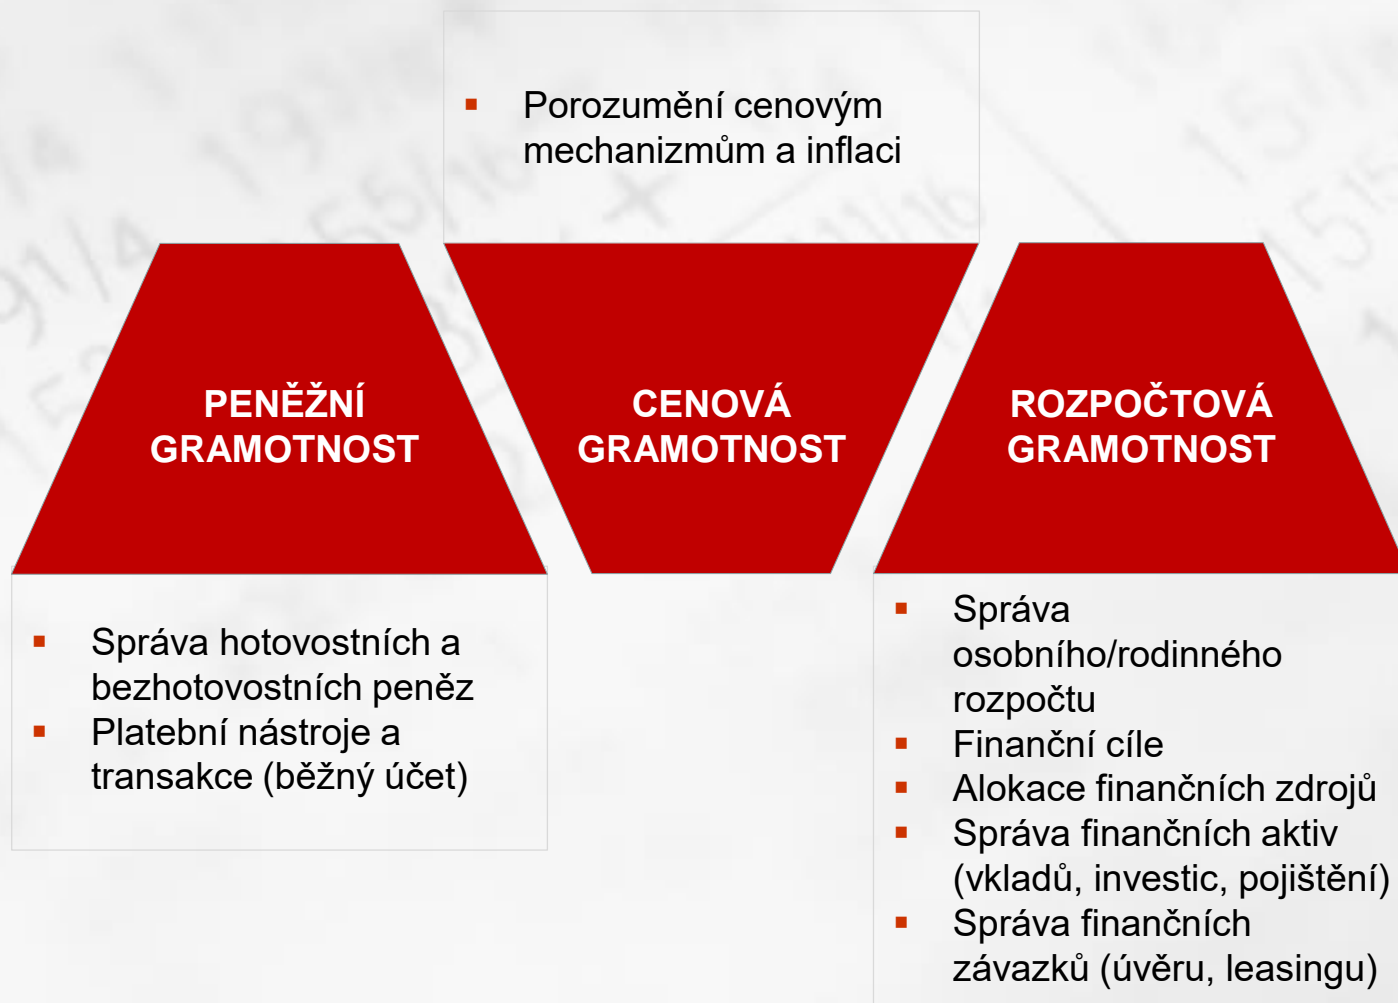 ▪ Porozumění cenovým
mechanizmům a inflaci
PENĚŽNÍ
GRAMOTNOST
CENOVÁ
GRAMOTNOST
ROZPOČTOVÁ
GRAMOTNOST
▪ Správa hotovostních a
bezhotovostních peněz
▪ Platební nástroje a
transakce (běžný účet)
▪ Správa
osobního/rodinného
rozpočtu
▪ Finanční cíle
▪ Alokace finančních zdrojů
▪ Správa finančních aktiv
(vkladů, investic, pojištění)
▪ Správa finančních
závazků (úvěru, leasingu)